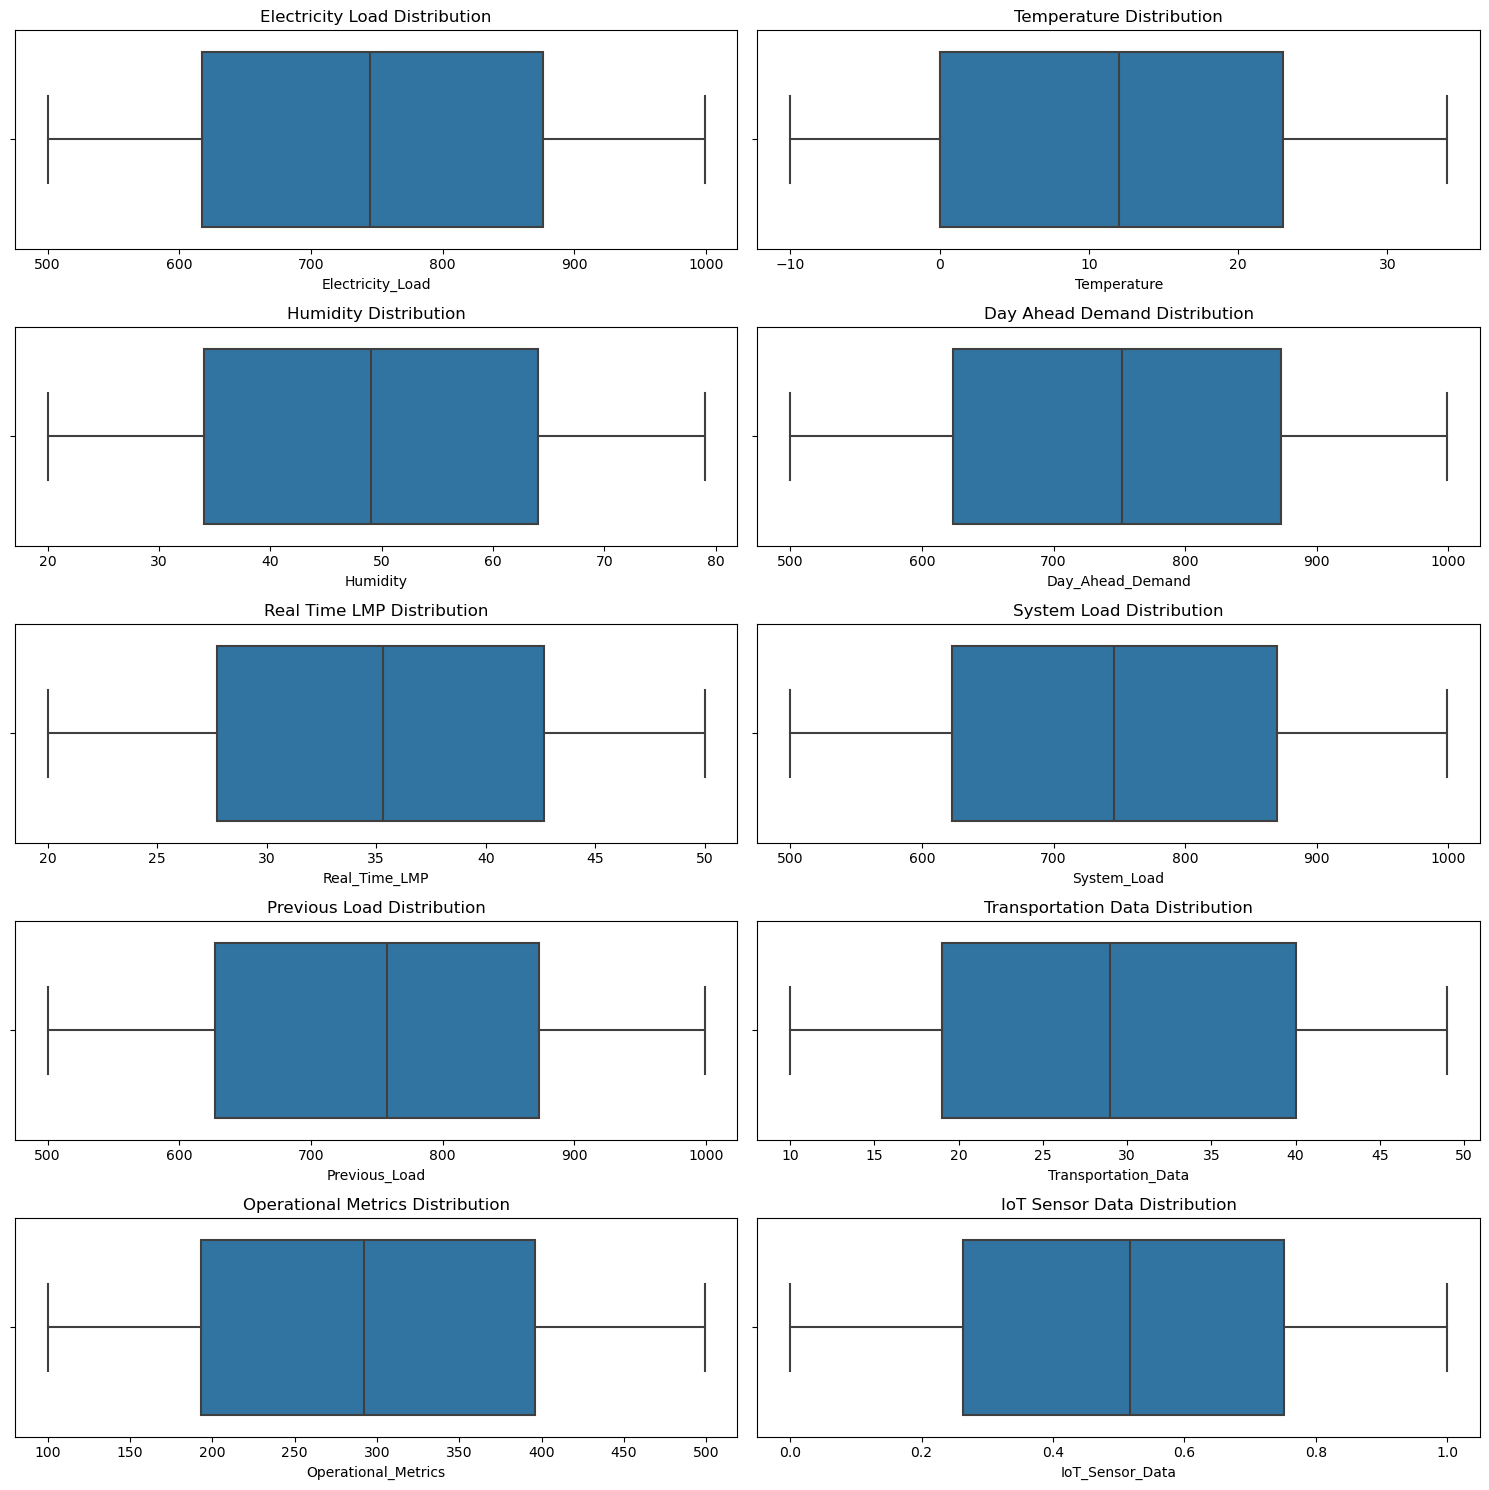 Electricity Load Distribution
500 600 700 800 900 1000
Electricity_Load
Temperature Distribution
−10 0 10 20 30
Temperature
Humidity Distribution
20 30 40 50 60 70 80
Humidity
Day Ahead Demand Distribution
500 600 700 800 900 1000
Day_Ahead_Demand
Real Time LMP Distribution
20 25 30 35 40 45 50
Real_Time_LMP
System Load Distribution
500 600 700 800 900 1000
System_Load
Previous Load Distribution
500 600 700 800 900 1000
Previous_Load
Transportation Data Distribution
10 15 20 25 30 35 40 45 50
Transportation_Data
Operational Metrics Distribution
100 150 200 250 300 350 400 450 500
Operational_Metrics
IoT Sensor Data Distribution
0.0 0.2 0.4 0.6 0.8 1.0
IoT_Sensor_Data